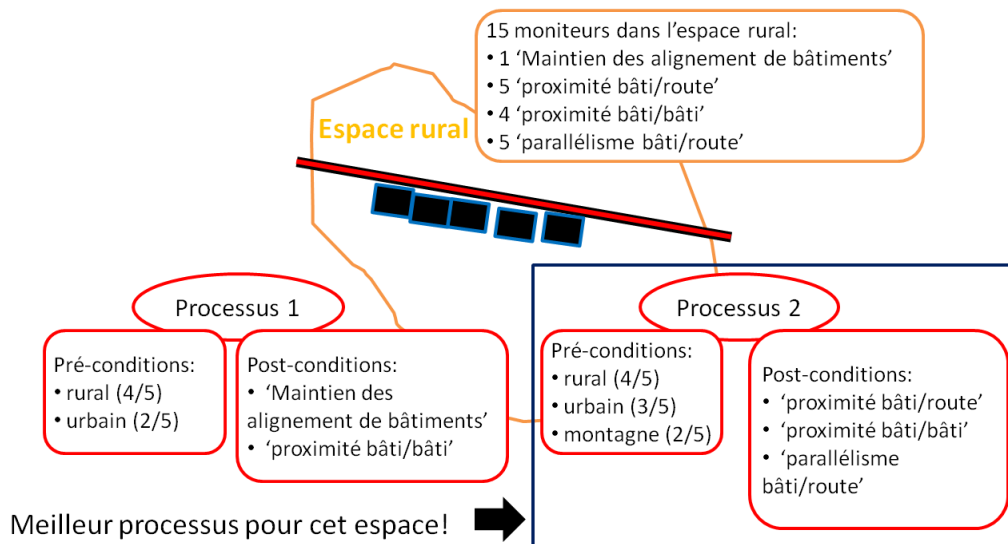 15 moniteurs dans l’espace rural:
• 1 ‘Maintien des alignement de bâtiments’
• 5 ‘proximité bâti/route’
• 4 ‘proximité bâti/bâti’
• 5 ‘parallélisme bâti/route’
Espace rural
Processus 1
Pré-conditions:
• rural (4/5)
• urbain (2/5)
Post-conditions:
• ‘Maintien des
alignement de bâtiments’
• ‘proximité bâti/bâti’
Processus 2
Pré-conditions:
• rural (4/5)
• urbain (3/5)
• montagne (2/5)
Post-conditions:
• ‘proximité bâti/route’
• ‘proximité bâti/bâti’
• ‘parallélisme
bâti/route’
Meilleur processus pour cet espace!